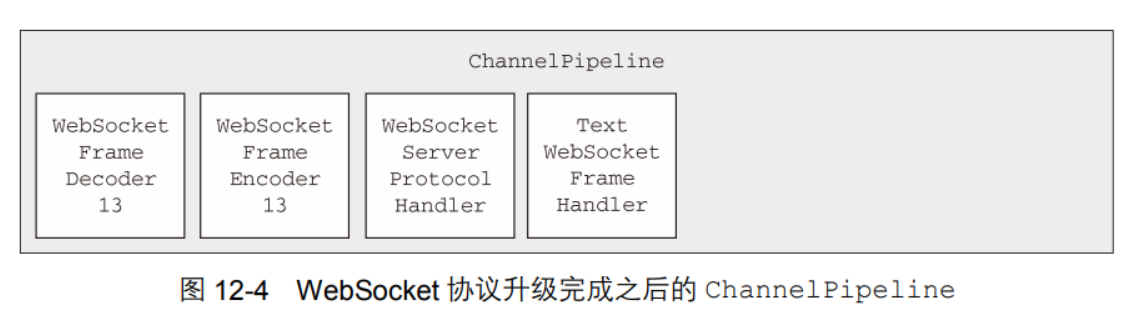 ChannelPipeline
WebSocket
Frame
Decoder
13
WebSocket
Frame
Encoder
13
WebSocket
Server
Protocol
Handler
Text
WebSocket
Frame
Handler
图 12-4 WebSocket 协议升级完成之后的 ChannelPipeline